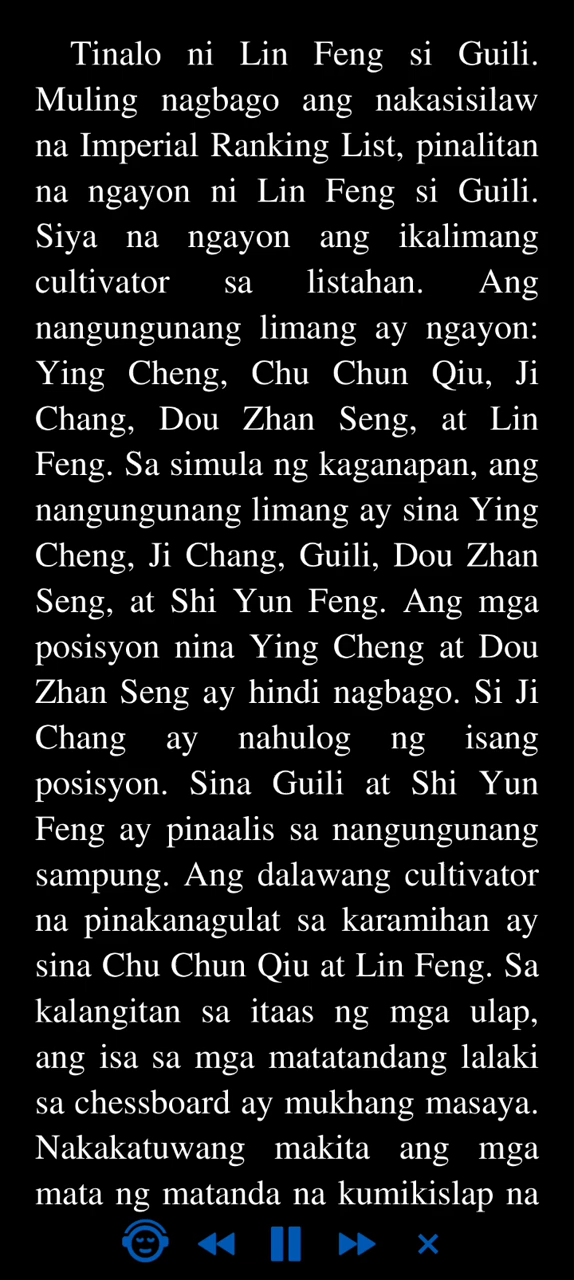 Tinalo ni Lin Feng si Guili.
Muling nagbago ang nakasisilaw
na Imperial Ranking List, pinalitan
na ngayon ni Lin Feng si Guili.
Siya na ngayon ang ikalimang
cultivator sa listahan. Ang
nangungunang limang ay ngayon:
Ying Cheng, Chu Chun Qiu, Ji
Chang, Dou Zhan Seng, at Lin
Feng. Sa simula ng kaganapan, ang
nangungunang limang ay sina Ying
Cheng, Ji Chang, Guili, Dou Zhan
Seng, at Shi Yun Feng. Ang mga
posisyon nina Ying Cheng at Dou
Zhan Seng ay hindi nagbago. Si Ji
Chang ay nahulog ng isang
posisyon. Sina Guili at Shi Yun
Feng ay pinaalis sa nangungunang
sampung. Ang dalawang cultivator
na pinakanagulat sa karamihan ay
sina Chu Chun Qiu at Lin Feng. Sa
kalangitan sa itaas ng mga ulap,
ang isa sa mga matatandang lalaki
sa chessboard ay mukhang masaya.
Nakakatuwang makita ang mga
mata ng matanda na kumikislap na